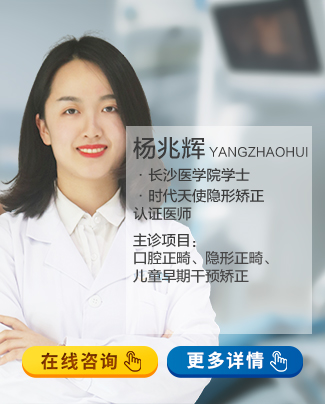 杨兆辉 YANGZHAOHUI
· 长沙医学院学士
· 时代天使隐形矫正
认证医师
主诊项目：
口腔正畸、隐形正畸、
儿童早期干预矫正
在线咨询
更多详情